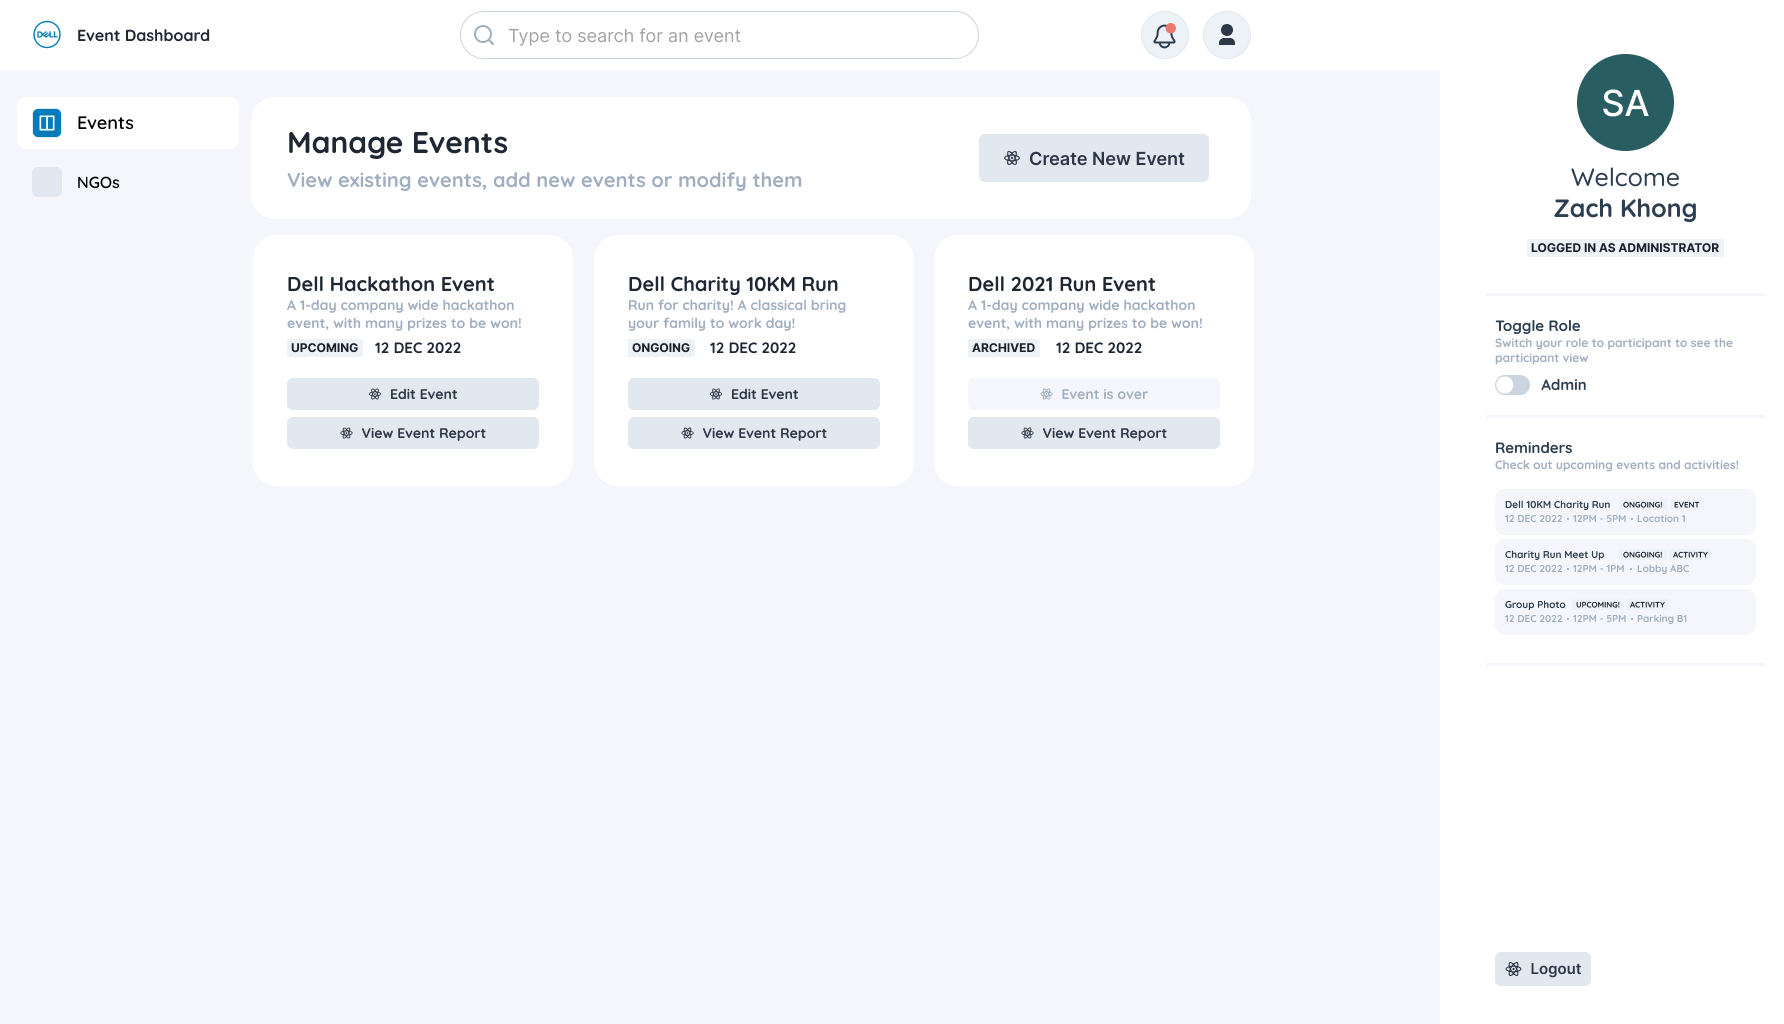 DELL
Event Dashboard
Type to search for an event
Events
NGOs
Manage Events
View existing events, add new events or modify them
Create New Event
Dell Hackathon Event
A 1-day company wide hackathon
event, with many prizes to be won!
UPCOMING 12 DEC 2022
Edit Event
View Event Report
Dell Charity 10KM Run
Run for charity! A classical bring
your family to work day!
ONGOING 12 DEC 2022
Edit Event
View Event Report
Dell 2021 Run Event
A 1-day company wide hackathon
event, with many prizes to be won!
ARCHIVED 12 DEC 2022
Event is over
View Event Report
SA
Welcome
Zach Khong
LOGGED IN AS ADMINISTRATOR
Toggle Role
Switch your role to participant to see the
participant view
Admin
Reminders
Check out upcoming events and activities!
Dell 10KM Charity Run ONGOING! EVENT
12 DEC 2022 • 12PM - 5PM • Location 1
Charity Run Meet Up ONGOING! ACTIVITY
12 DEC 2022 • 12PM - 1PM • Lobby ABC
Group Photo UPCOMING! ACTIVITY
12 DEC 2022 • 12PM - 5PM • Parking B1
Logout